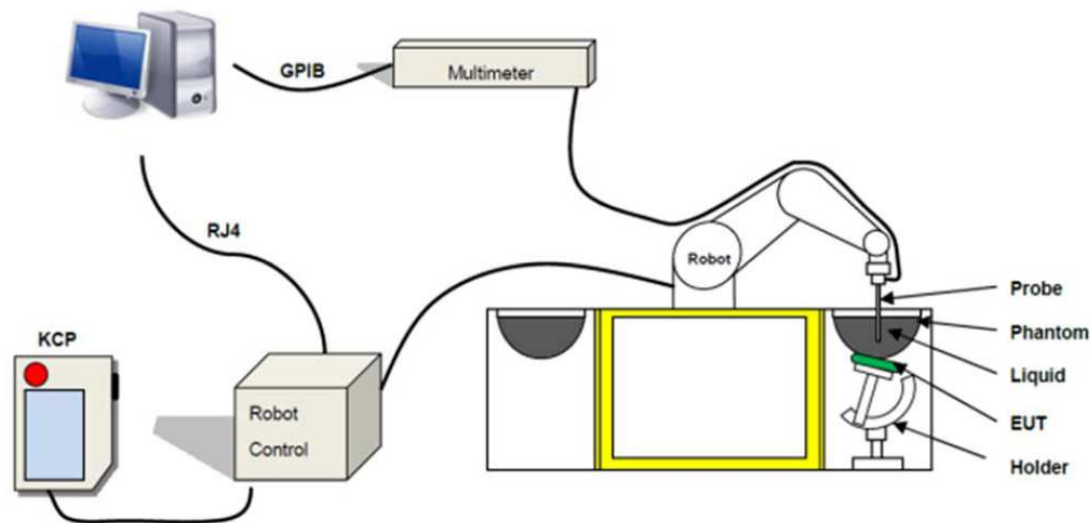 GPIB
Multimeter
RJ4
Robot
KCP
Robot
Control
Probe
Phantom
Liquid
EUT
Holder